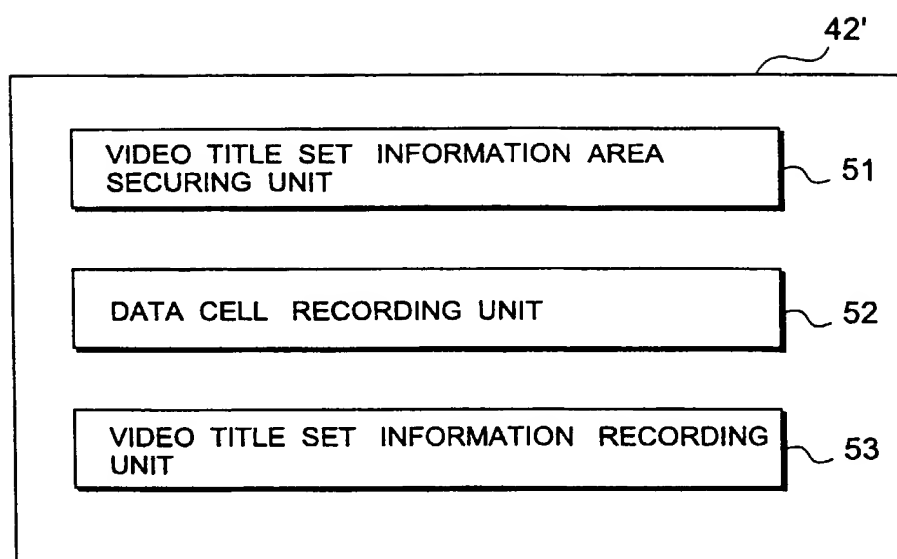 42'
VIDEO TITLE SET INFORMATION AREA
SECURING UNIT
51
DATA CELL RECORDING UNIT
52
VIDEO TITLE SET INFORMATION RECORDING
UNIT
53